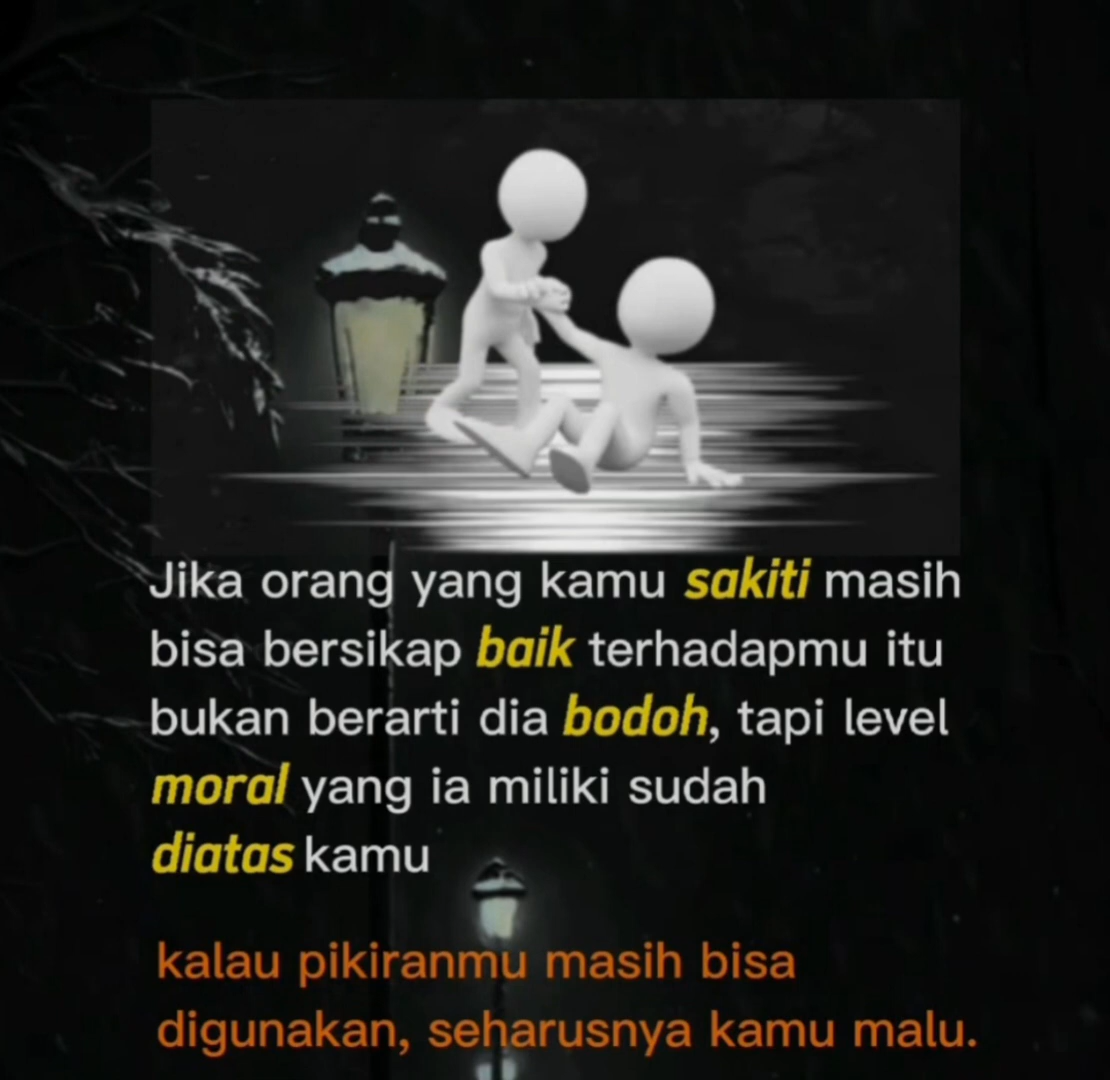 Jika orang yang kamu sakiti masih
bisa bersikap baik terhadapmu itu
bukan berarti dia bodoh, tapi level
moral yang ia miliki sudah
diatas kamu
kalau pikiranmu masih bisa
digunakan, seharusnya kamu malu.